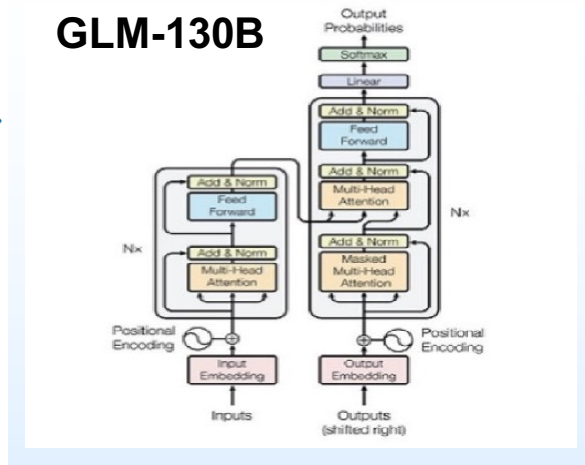 GLM-130B
Output
Probabilities
Softmax
Linear
Add & Norm
Feed
Forward
Add & Norm
Multi-Head
Attention
Nx
Add & Norm
Masked
Multi-Head
Attention
Add & Norm
Feed
Forward
Nx
Add & Norm
Multi-Head
Attention
Positional
Encoding
Positional
Encoding
Input
Embedding
Output
Embedding
Inputs
Outputs
(shifted right)